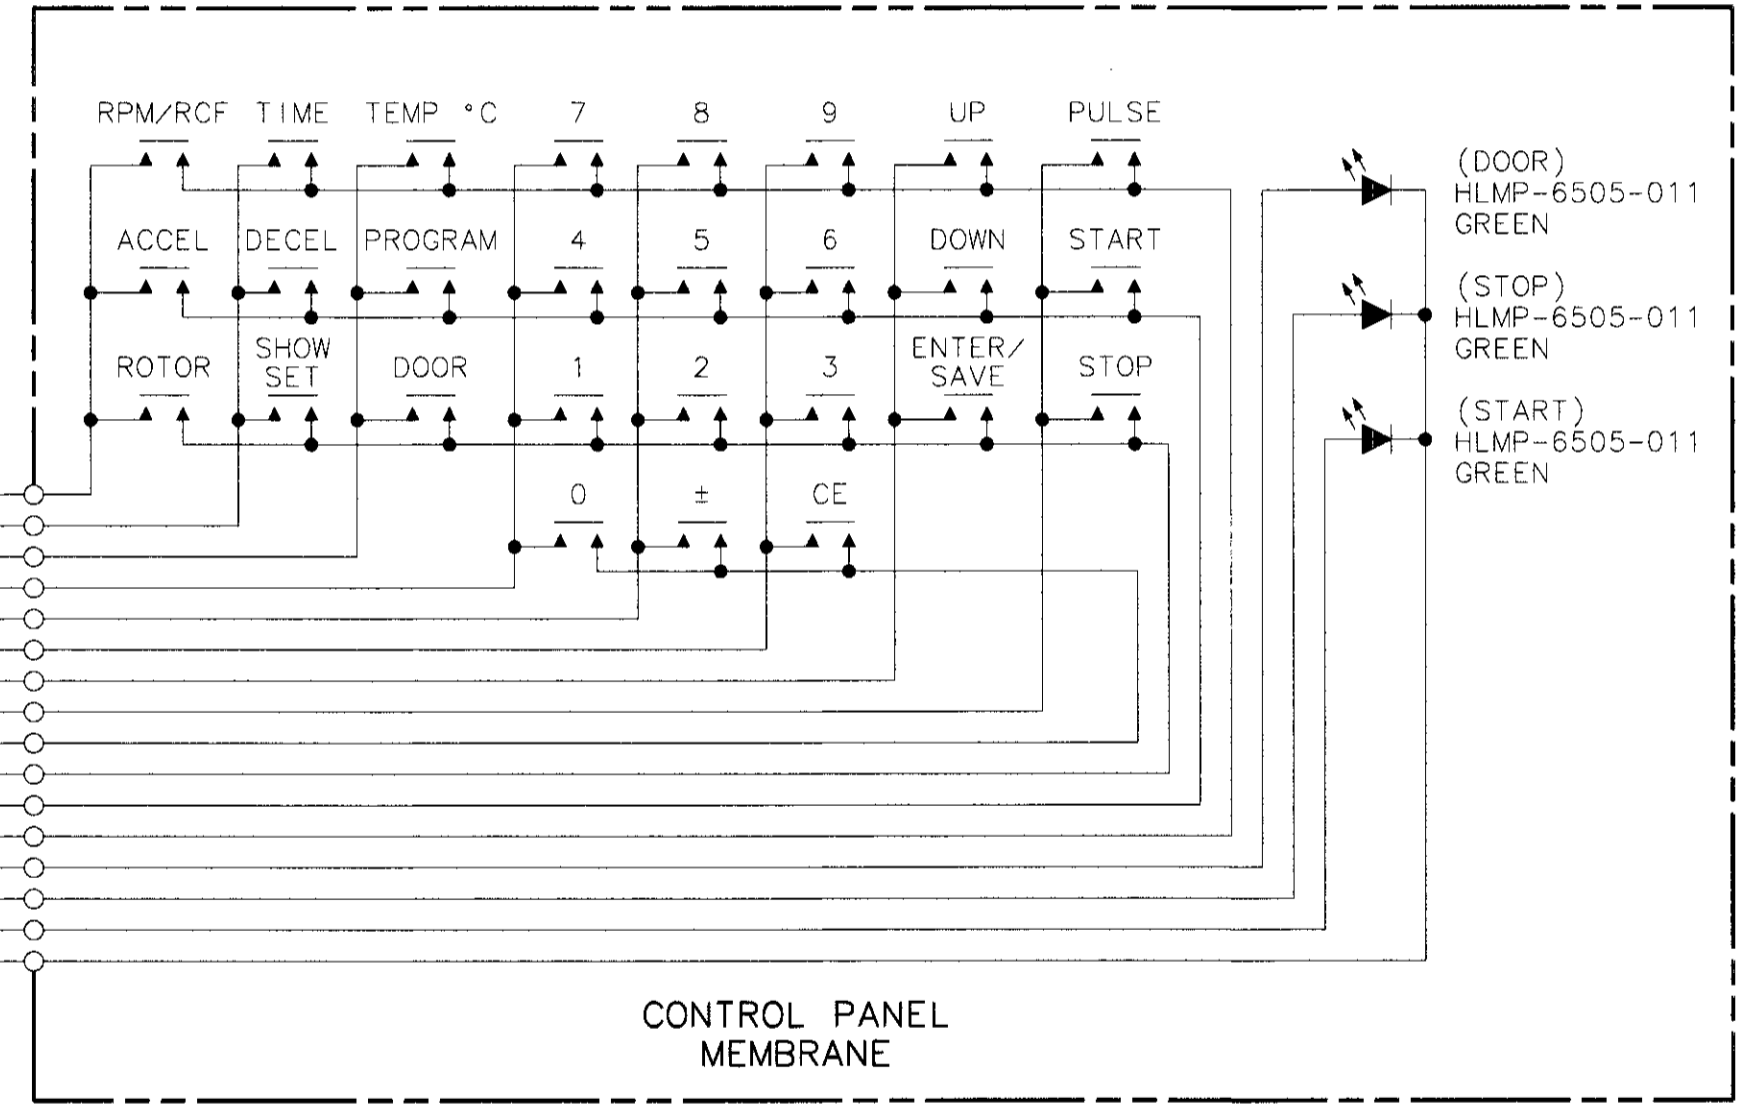 RPM/RCF TIME TEMP °C 7 8 9 UP PULSE
(DOOR)
HLMP-6505-011
GREEN
ACCEL DECEL PROGRAM 4 5 6 DOWN START
(STOP)
HLMP-6505-011
GREEN
ROTOR SHOW
SET DOOR 1 2 3 ENTER/
SAVE STOP
(START)
HLMP-6505-011
GREEN
0 ± CE
CONTROL PANEL
MEMBRANE